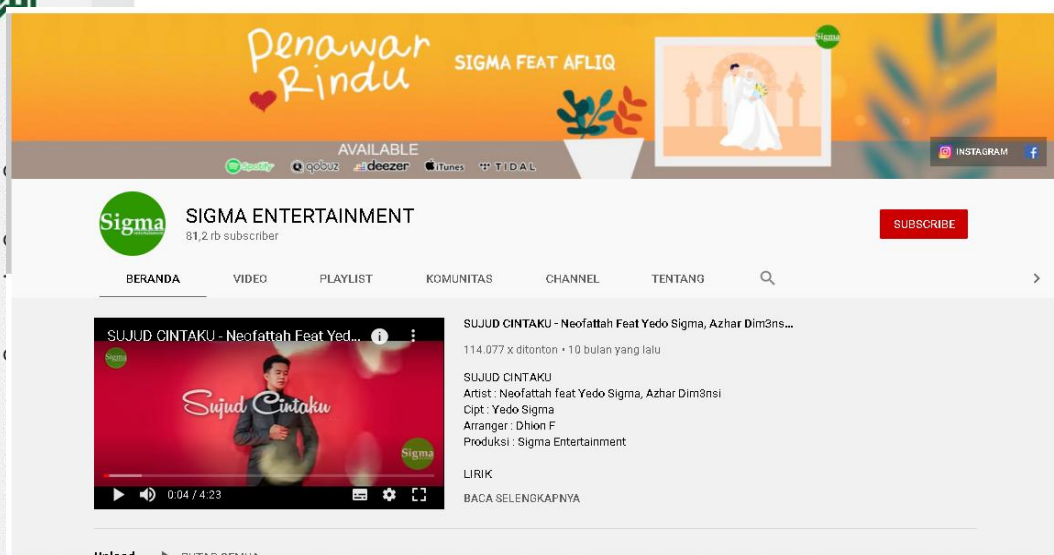 Penawar
Rindu
SIGMA FEAT AFLIQ
Sigma
AVAILABLE
Spotify qobuz deezer iTunes TIDAL
INSTAGRAM
Sigma
SIGMA ENTERTAINMENT
81,2 rb subscriber
SUBSCRIBE
BERANDA VIDEO PLAYLIST KOMUNITAS CHANNEL TENTANG
SUJUD CINTAKU - Neofattah Feat Yed...
Sigma
Sujud Cintaku
Sigma
0:04 / 4:23
SUJUD CINTAKU - Neofattah Feat Yedo Sigma, Azhar Dim3ns...
114.077 x ditonton • 10 bulan yang lalu
SUJUD CINTAKU
Artist : Neofattah feat Yedo Sigma, Azhar Dim3nsi
Cipt : Yedo Sigma
Arranger : Dhion F
Produksi : Sigma Entertainment
LIRIK
BACA SELENGKAPNYA